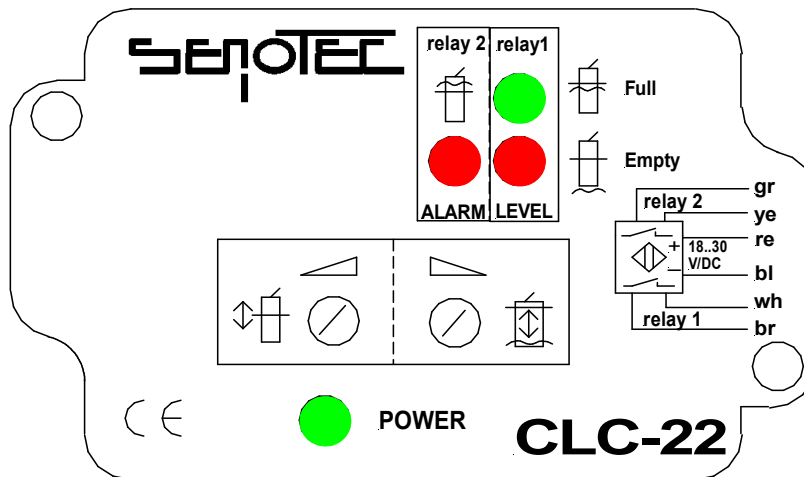 SENOTEC
relay 2 relay1
Full
Empty
ALARM LEVEL
gr
relay 2
ye
re
+ 18..30
V/DC
− bl
wh
relay 1
br
CE
POWER
CLC-22